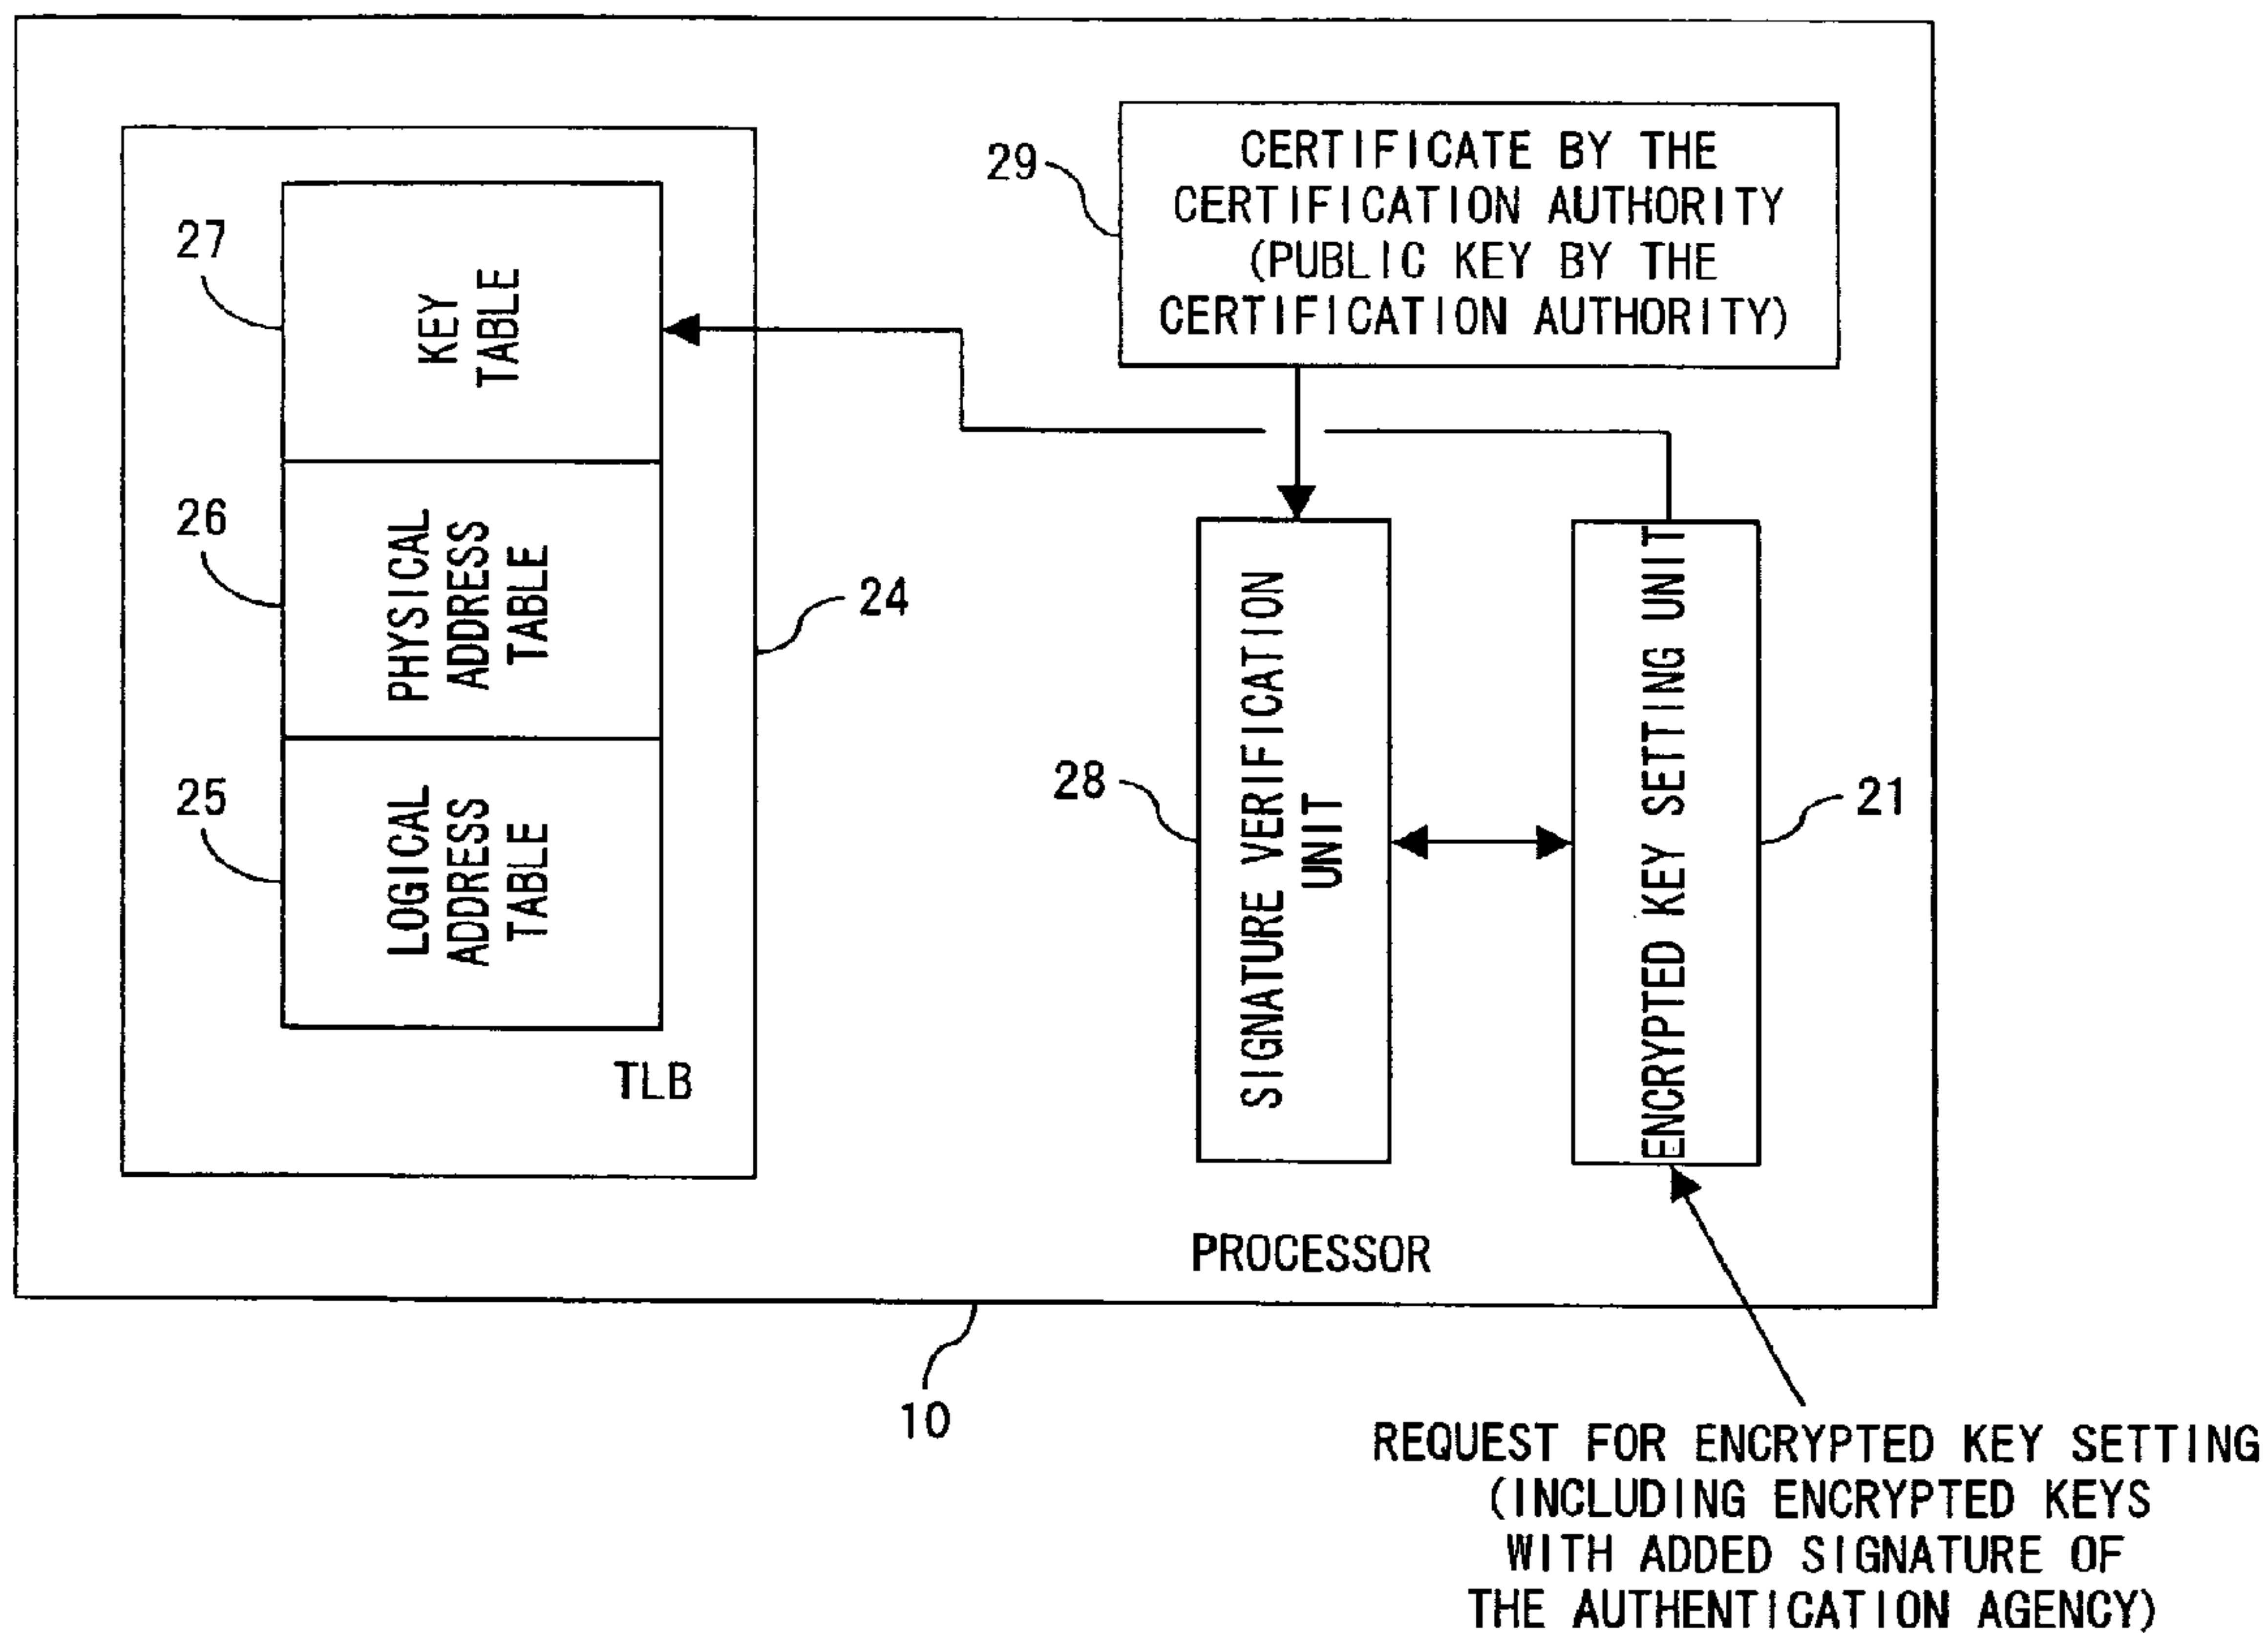 29
CERTIFICATE BY THE
CERTIFICATION AUTHORITY
(PUBLIC KEY BY THE
CERTIFICATION AUTHORITY)
27
KEY
TABLE
26
PHYSICAL
ADDRESS
TABLE
25
LOGICAL
ADDRESS
TABLE
TLB
24
28
SIGNATURE VERIFICATION
UNIT
ENCRYPTED KEY SETTING UNIT
21
PROCESSOR
10
REQUEST FOR ENCRYPTED KEY SETTING
(INCLUDING ENCRYPTED KEYS
WITH ADDED SIGNATURE OF
THE AUTHENTICATION AGENCY)